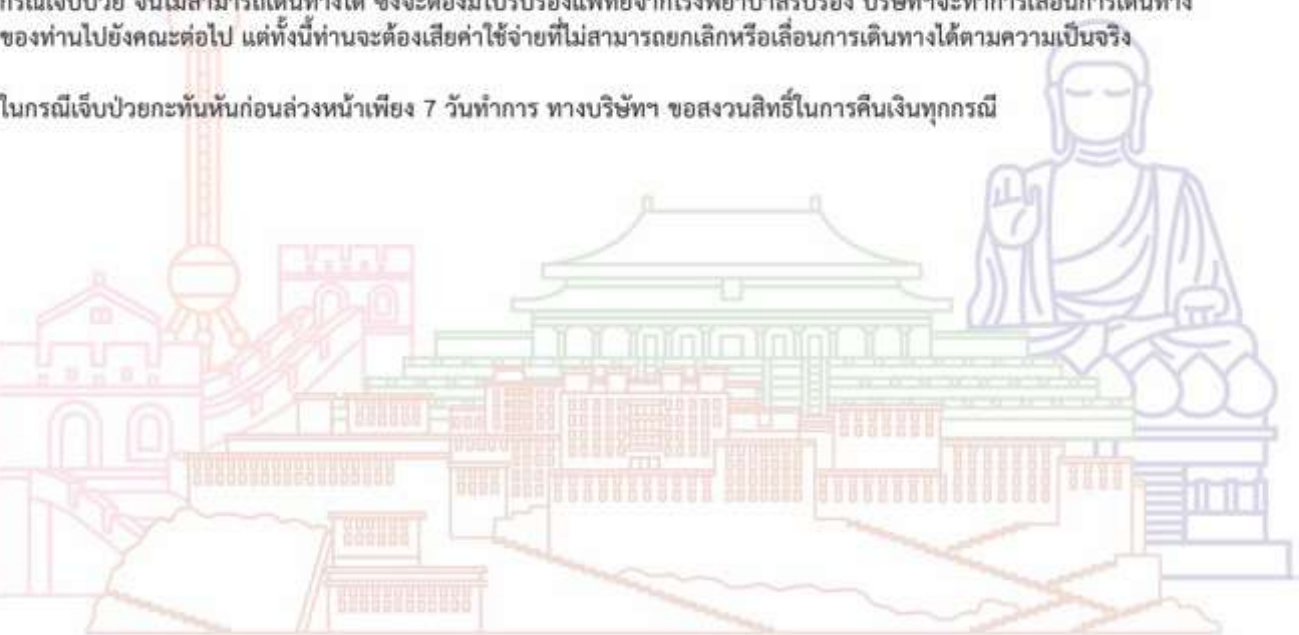 กรณีเจ็บป่วย จนไม่สามารถเดินทางได้ ซึ่งจะต้องมีใบรับรองแพทย์จากโรงพยาบาลรับรอง บริษัทฯจะทำการเลื่อนการเดินทาง
ของท่านไปยังคณะต่อไป แต่ทั้งนี้ท่านจะต้องเสียค่าใช้จ่ายที่ไม่สามารถยกเลิกหรือเลื่อนการเดินทางได้ตามความเป็นจริง
ในกรณีเจ็บป่วยกะทันหันก่อนล่วงหน้าเพียง 7 วันทำการ ทางบริษัทฯ ขอสงวนสิทธิ์ในการคืนเงินทุกกรณี